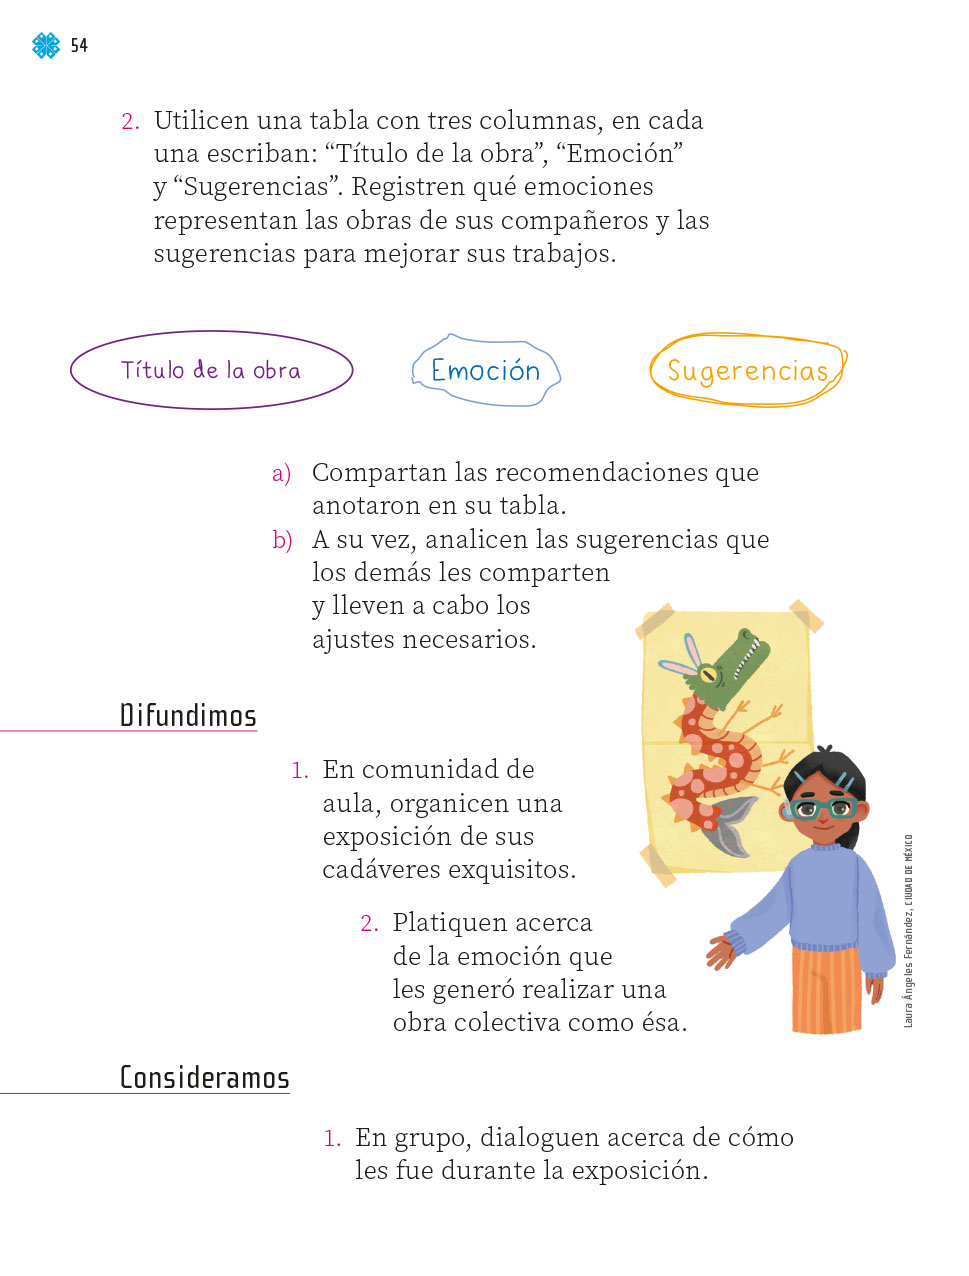 54
2. Utilicen una tabla con tres columnas, en cada
una escriban: “Título de la obra”, “Emoción”
y “Sugerencias”. Registren qué emociones
representan las obras de sus compañeros y las
sugerencias para mejorar sus trabajos.
Título de la obra
Emoción
Sugerencias
a) Compartan las recomendaciones que
anotaron en su tabla.
b) A su vez, analicen las sugerencias que
los demás les comparten
y lleven a cabo los
ajustes necesarios.
Difundimos
1. En comunidad de
aula, organicen una
exposición de sus
cadáveres exquisitos.
2. Platiquen acerca
de la emoción que
les generó realizar una
obra colectiva como ésa.
Laura Ángeles Fernández, CIUDAD DE MÉXICO
Consideramos
1. En grupo, dialoguen acerca de cómo
les fue durante la exposición.